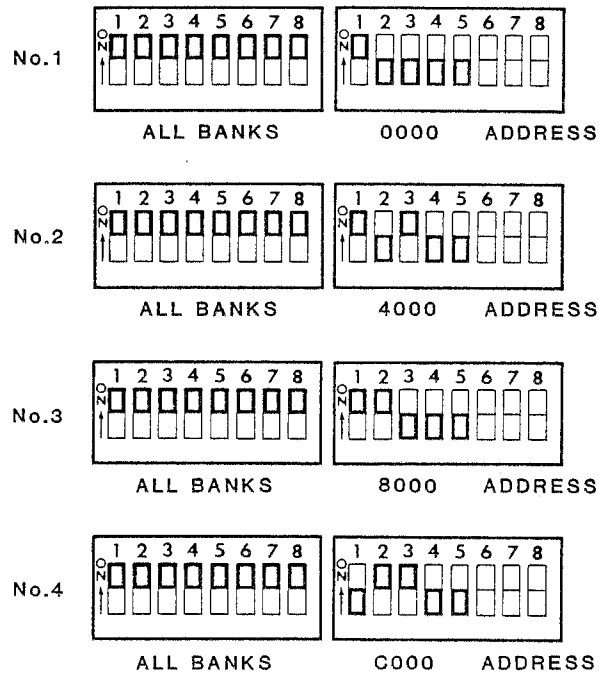 1 2 3 4 5 6 7 8 1 2 3 4 5 6 7 8
No.1 ON ON
ALL BANKS 0000 ADDRESS
1 2 3 4 5 6 7 8 1 2 3 4 5 6 7 8
No.2 ON ON
ALL BANKS 4000 ADDRESS
1 2 3 4 5 6 7 8 1 2 3 4 5 6 7 8
No.3 ON ON
ALL BANKS 8000 ADDRESS
1 2 3 4 5 6 7 8 1 2 3 4 5 6 7 8
No.4 ON ON
ALL BANKS C000 ADDRESS